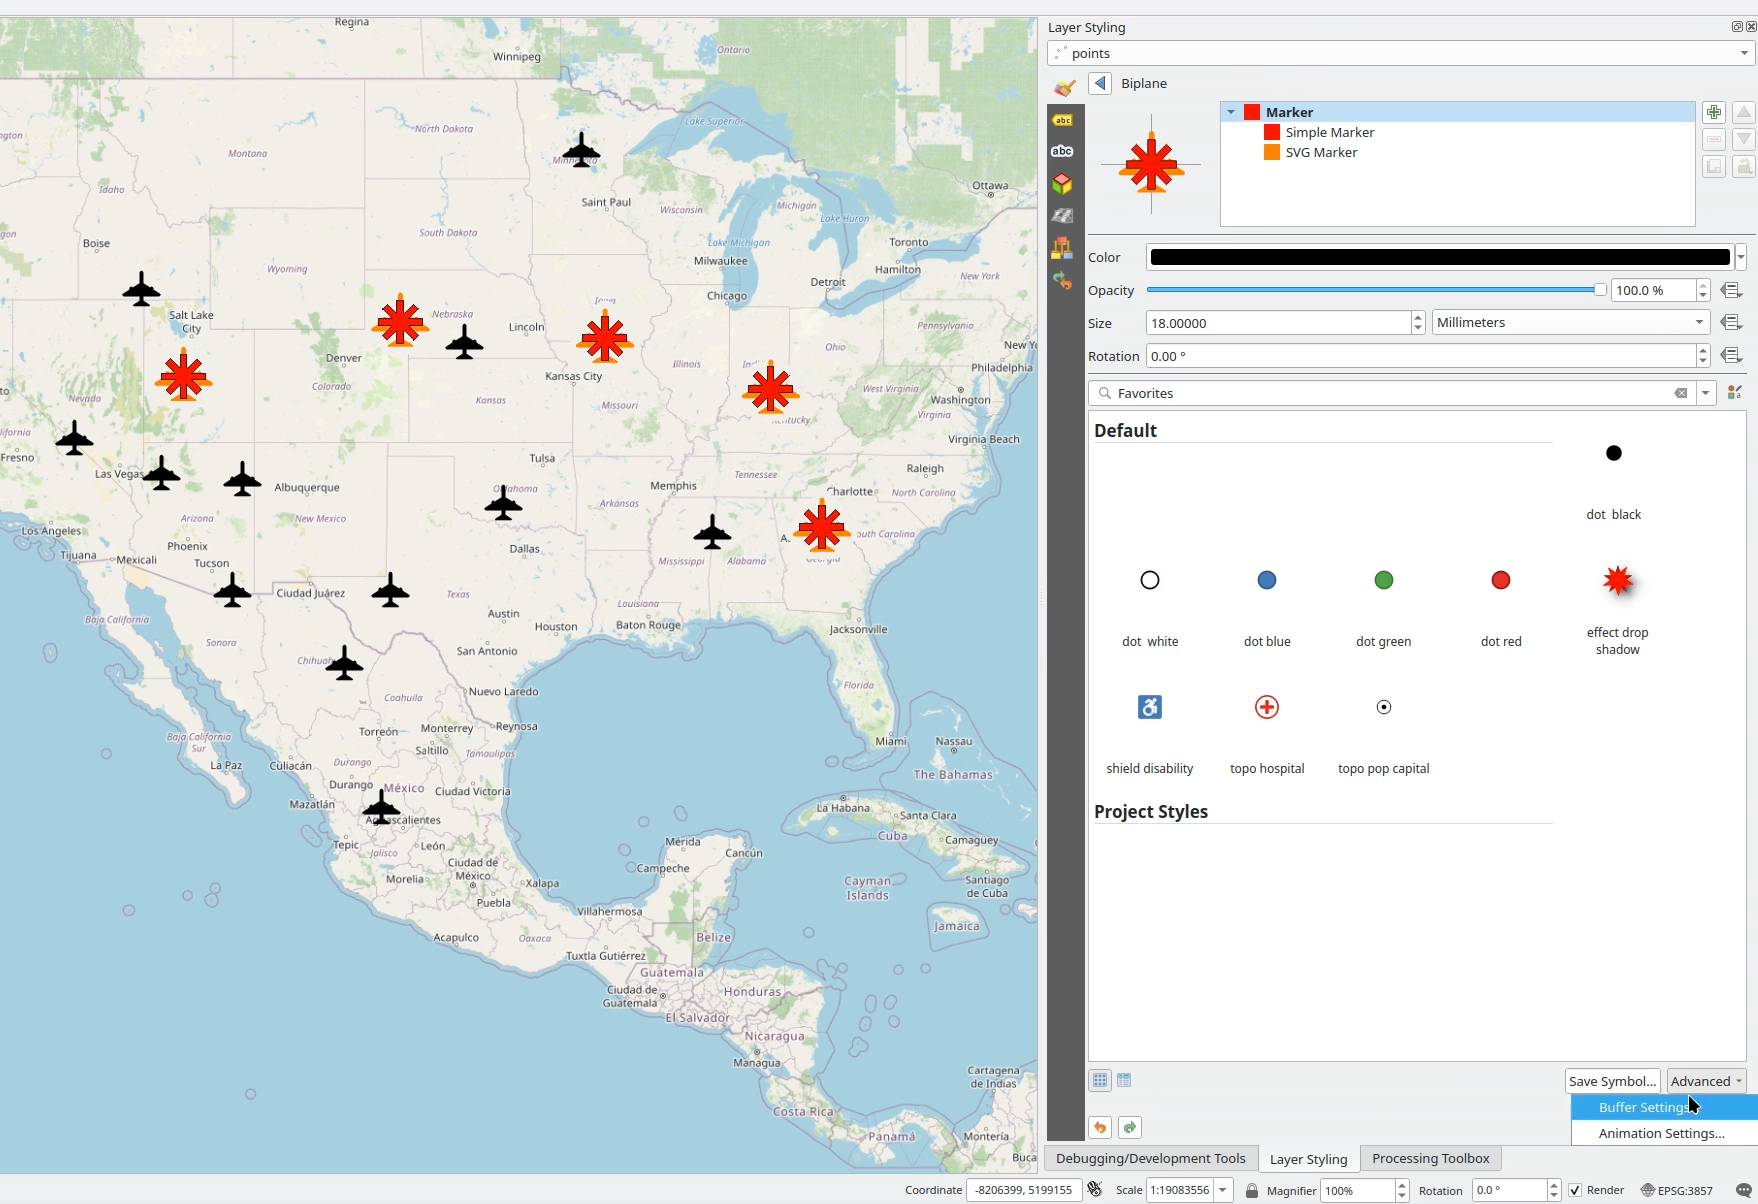 Layer Styling
points
Biplane
Marker
Simple Marker
SVG Marker
Color
Opacity
100.0 %
Size
18.00000
Millimeters
Rotation
0.00 °
Favorites
Default
dot  black
dot  white
dot blue
dot green
dot red
effect drop
shadow
shield disability
topo hospital
topo pop capital
Project Styles
Save Symbol...
Advanced
Buffer Settings
Animation Settings...
Debugging/Development Tools
Layer Styling
Processing Toolbox
Coordinate
-8206399, 5199155
Scale
1:19083556
Magnifier
100%
Rotation
0.0 °
Render
EPSG:3857
abc
abc
Regina
Winnipeg
Ontario
North Dakota
Lake Superior
Montana
Idaho
Ottawa
Saint Paul
Wisconsin
Michigan
Lake Huron
South Dakota
Boise
Lake Michigan
Toronto
Milwaukee
Hamilton
Wyoming
New York
Detroit
Chicago
Salt Lake
City
Nebraska
Lincoln
Pennsylvania
Ohio
Denver
Illinois
Philadelphia
Kansas City
Colorado
West Virginia
Nevada
Kansas
Missouri
Washington
Virginia
Virginia Beach
Fresno
Tulsa
Las Vegas
Raleigh
Tennessee
Albuquerque
Memphis
Charlotte
North Carolina
Arkansas
Arizona
New Mexico
Los Angeles
Phoenix
Dallas
Tijuana
Mexicali
Tucson
Mississippi
Alabama
Ciudad Juárez
Texas
Louisiana
Austin
Baja California
Houston
Baton Rouge
Jacksonville
Sonora
San Antonio
Coahuila
Nuevo Laredo
Florida
Torreón
Monterrey
Reynosa
Baja California
Sur
Saltillo
Tamaulipas
Miami
Nassau
La Paz
Culiacán
Durango
The Bahamas
Durango
México
Ciudad Victoria
Mazatlán
La Habana
Santa Clara
Cuba
Tepic
León
Jalisco
Mérida
Camagüey
Cancún
Ciudad de
México
Campeche
Morelia
Xalapa
Cayman
Islands
Santiago
de Cuba
Puebla
Villahermosa
Jamaica
Acapulco
Oaxaca
Belize
Tuxtla Gutiérrez
Guatemala
Ciudad de
Guatemala
Honduras
El Salvador
Nicaragua
Managua
Cartagena
de Indias
Costa Rica
Panamá
Montería